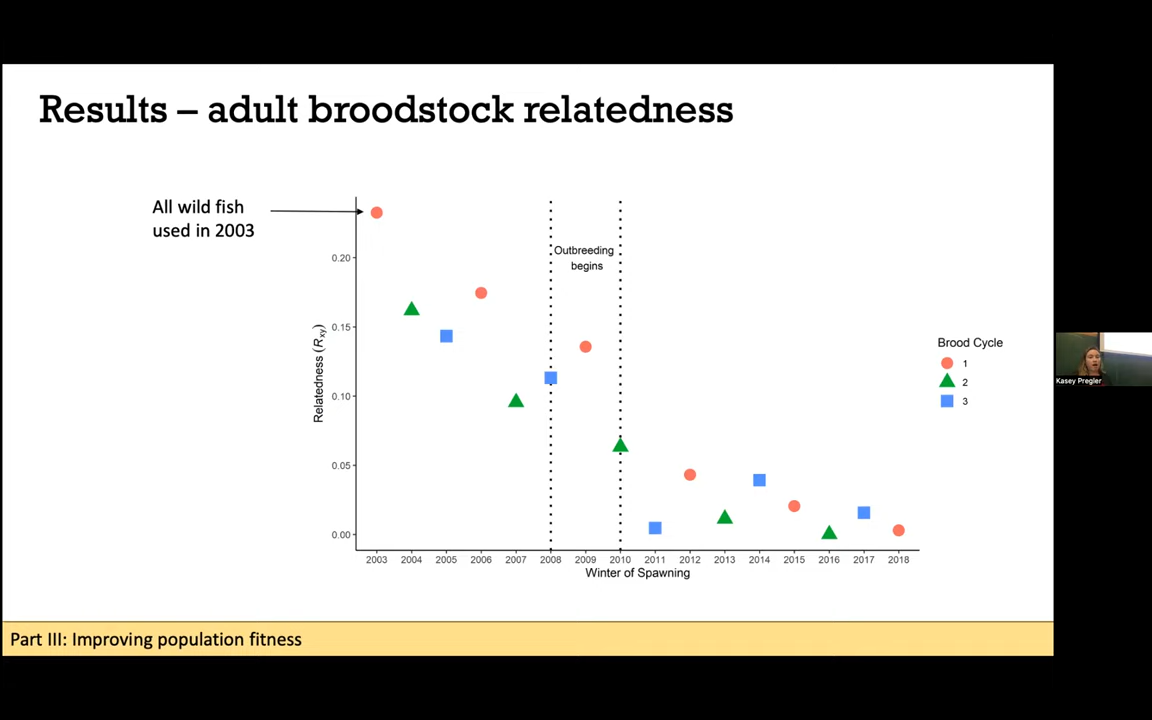 Results – adult broodstock relatedness
All wild fish
used in 2003
Outbreeding
begins
0.20
0.15
0.10
0.05
0.00
Relatedness (Rxy)
2003 2004 2005 2006 2007 2008 2009 2010 2011 2012 2013 2014 2015 2016 2017 2018
Winter of Spawning
Brood Cycle
1
2
3
Kasey Pregler
Part III: Improving population fitness